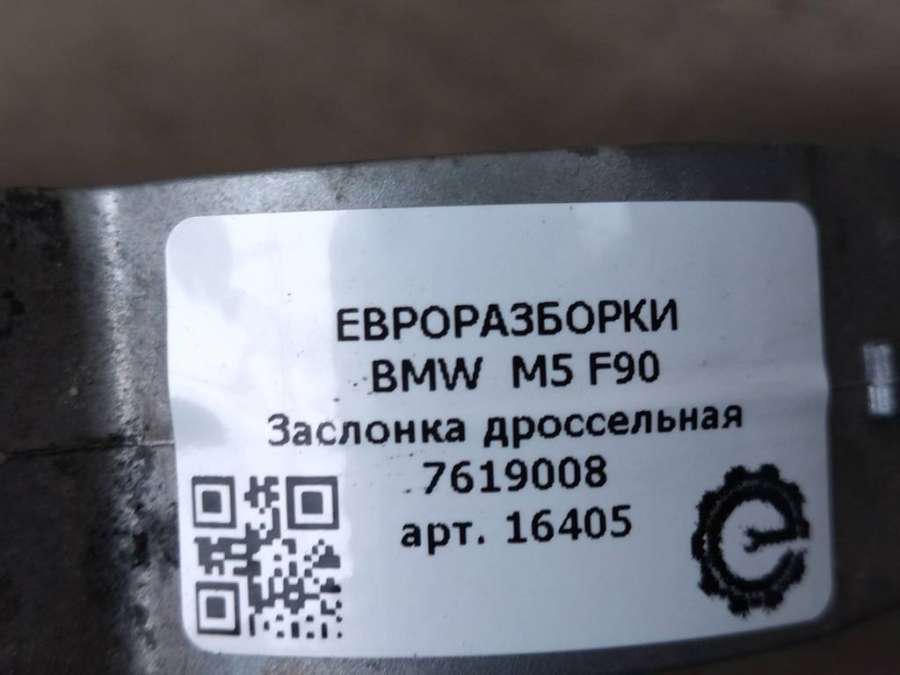 ЕВРОРАЗБОРКИ
BMW M5 F90
Заслонка дроссельная
7619008
арт. 16405